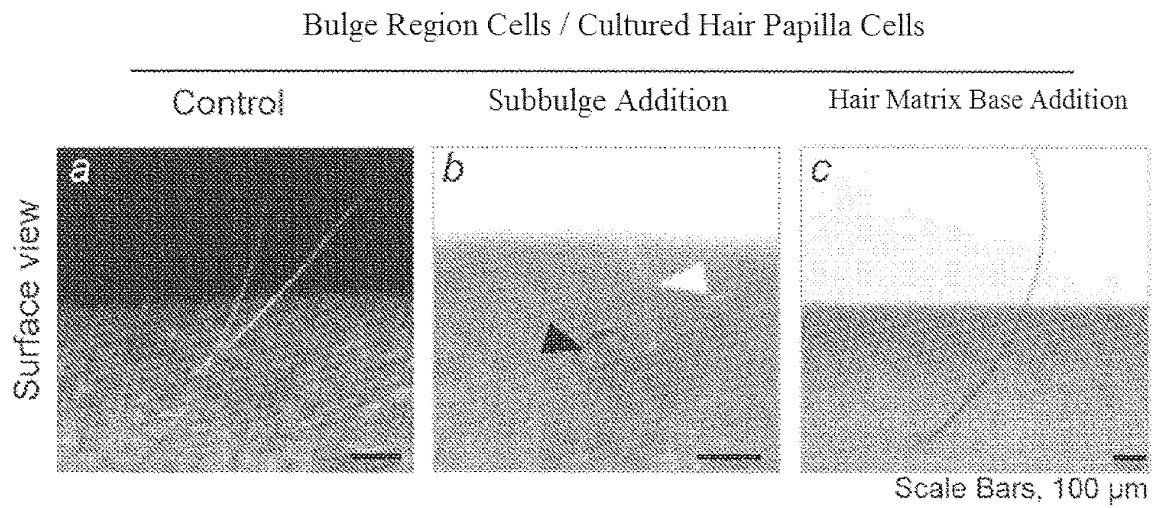 Bulge Region Cells / Cultured Hair Papilla Cells
Control
Subbulge Addition
Hair Matrix Base Addition
Surface view
a
b
c
Scale Bars, 100 µm